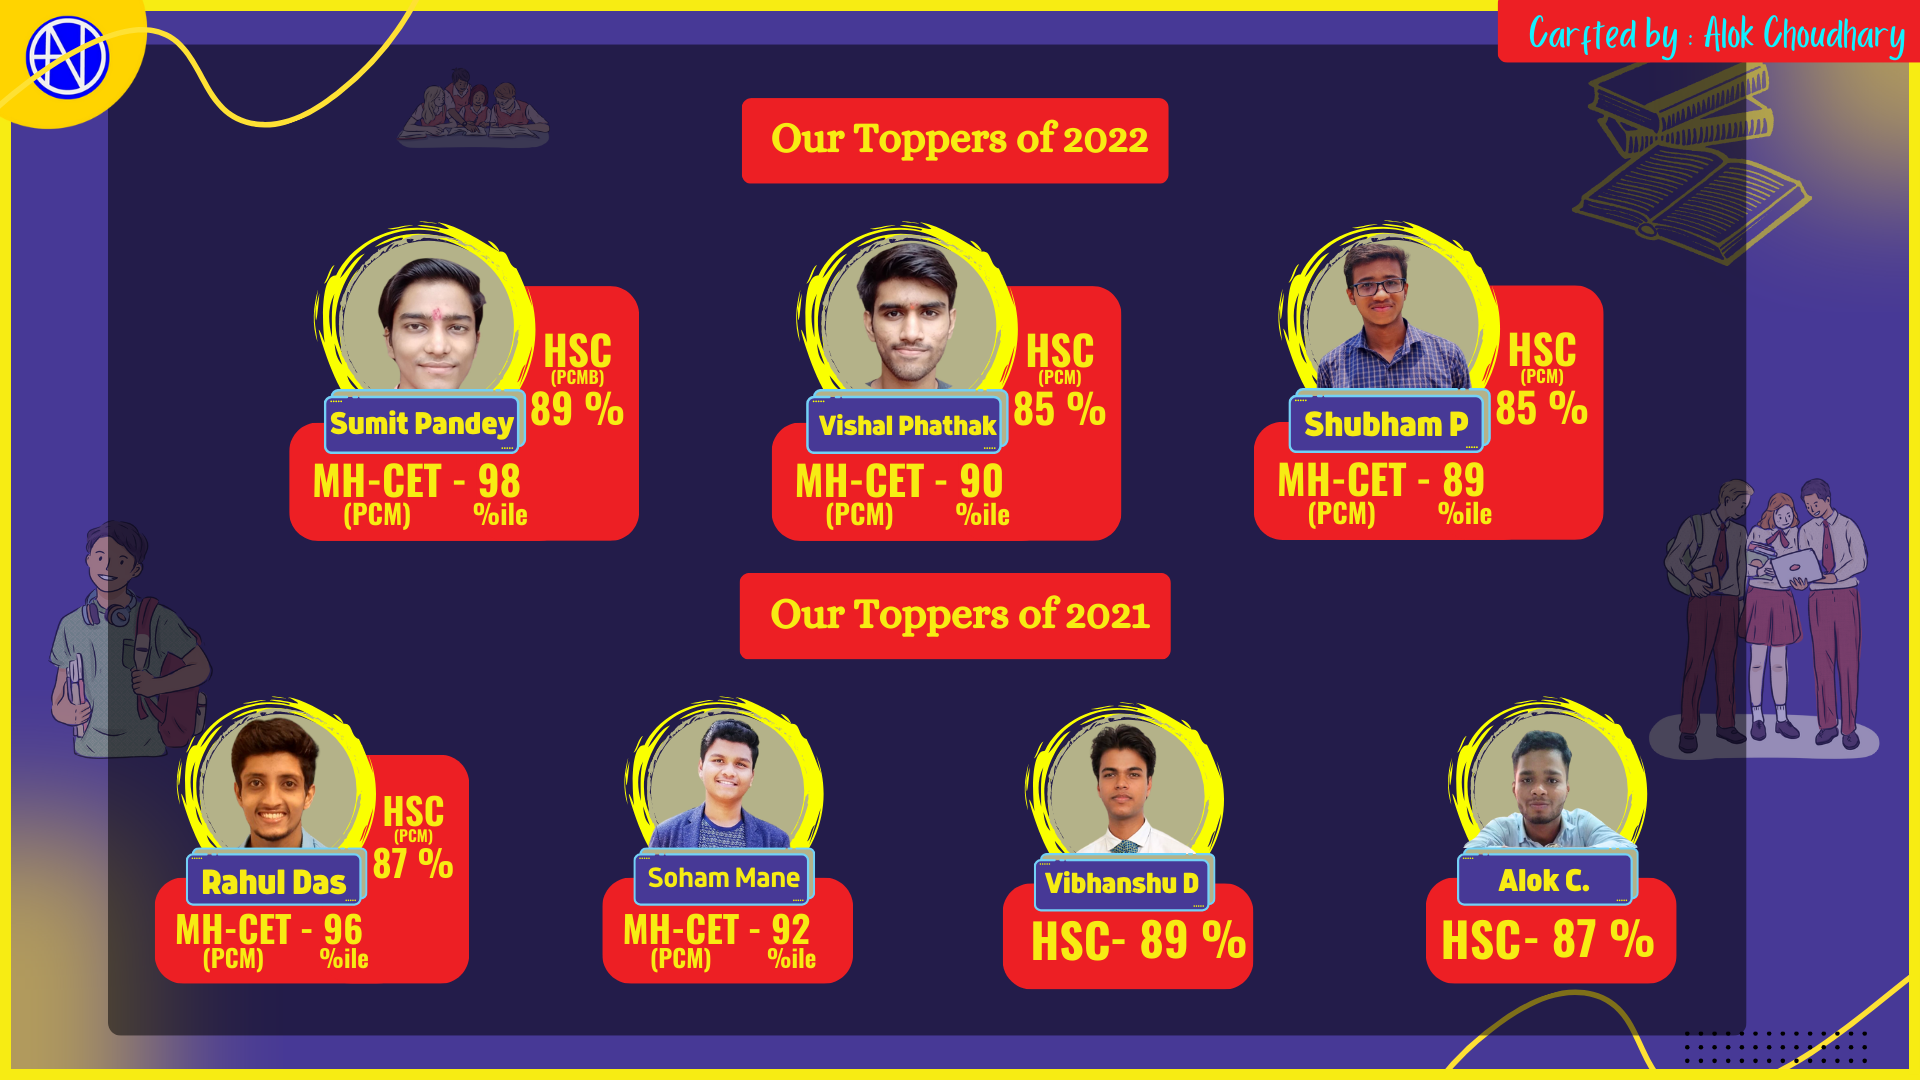 Carfted by : Alok Choudhary
Our Toppers of 2022
HSC
(PCMB)
89 %
Sumit Pandey
MH-CET - 98
(PCM) %ile
HSC
(PCM)
85 %
Vishal Phathak
MH-CET - 90
(PCM) %ile
HSC
(PCM)
85 %
Shubham P
MH-CET - 89
(PCM) %ile
Our Toppers of 2021
HSC
(PCM)
87 %
Rahul Das
MH-CET - 96
(PCM) %ile
Soham Mane
MH-CET - 92
(PCM) %ile
Vibhanshu D
HSC- 89 %
Alok C.
HSC- 87 %